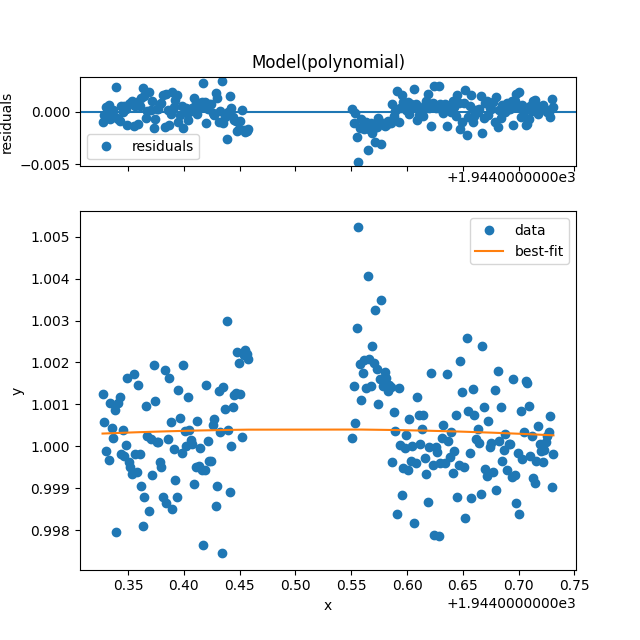 Model(polynomial)
residuals
0.000
−0.005
residuals
+1.9440000000e3
y
1.005
1.004
1.003
1.002
1.001
1.000
0.999
0.998
data
best-fit
0.35 0.40 0.45 0.50 0.55 0.60 0.65 0.70 0.75
x
+1.9440000000e3